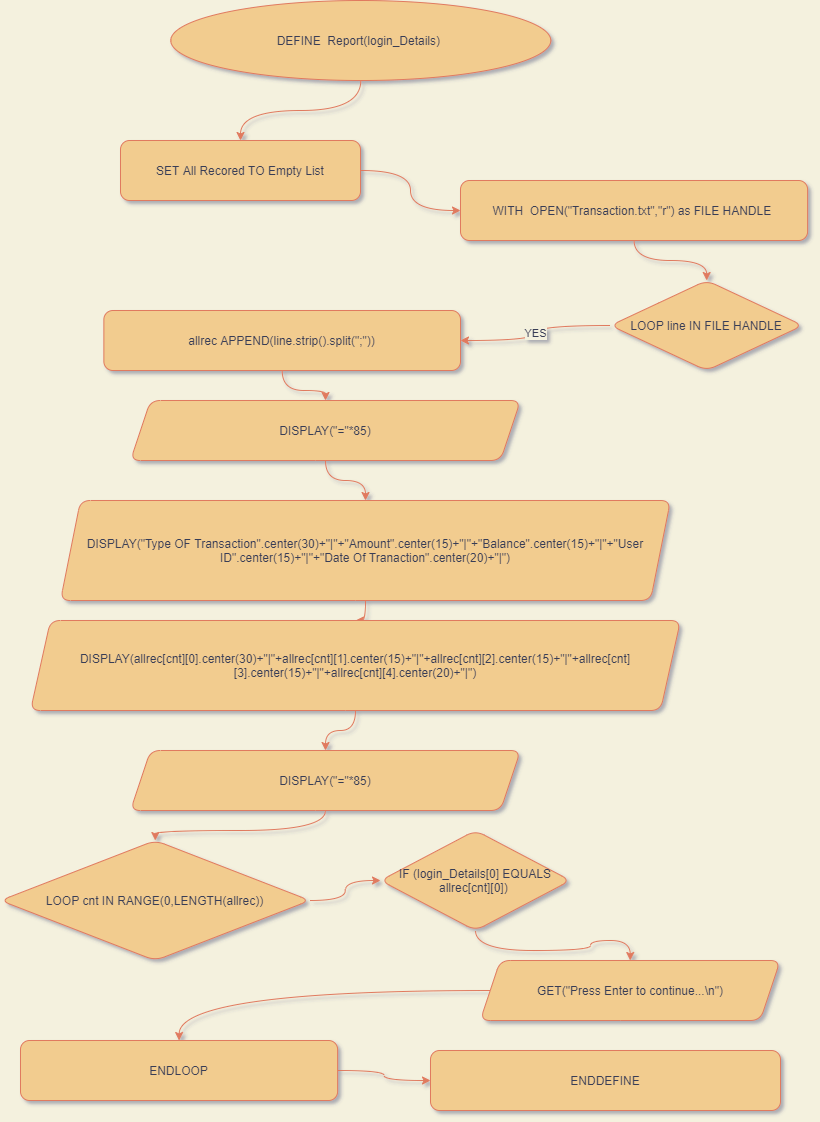 DEFINE  Report(login_Details)
SET All Recored TO Empty List
WITH  OPEN("Transaction.txt","r") as FILE HANDLE
LOOP line IN FILE HANDLE
YES
allrec APPEND(line.strip().split(";"))
DISPLAY("="*85)
DISPLAY("Type OF Transaction".center(30)+"|"+"Amount".center(15)+"|"+"Balance".center(15)+"|"+"User
ID".center(15)+"|"+"Date Of Tranaction".center(20)+"|")
DISPLAY(allrec[cnt][0].center(30)+"|"+allrec[cnt][1].center(15)+"|"+allrec[cnt][2].center(15)+"|"+allrec[cnt]
[3].center(15)+"|"+allrec[cnt][4].center(20)+"|")
DISPLAY("="*85)
LOOP cnt IN RANGE(0,LENGTH(allrec))
IF (login_Details[0] EQUALS
allrec[cnt][0])
GET("Press Enter to continue...\n")
ENDLOOP
ENDDEFINE